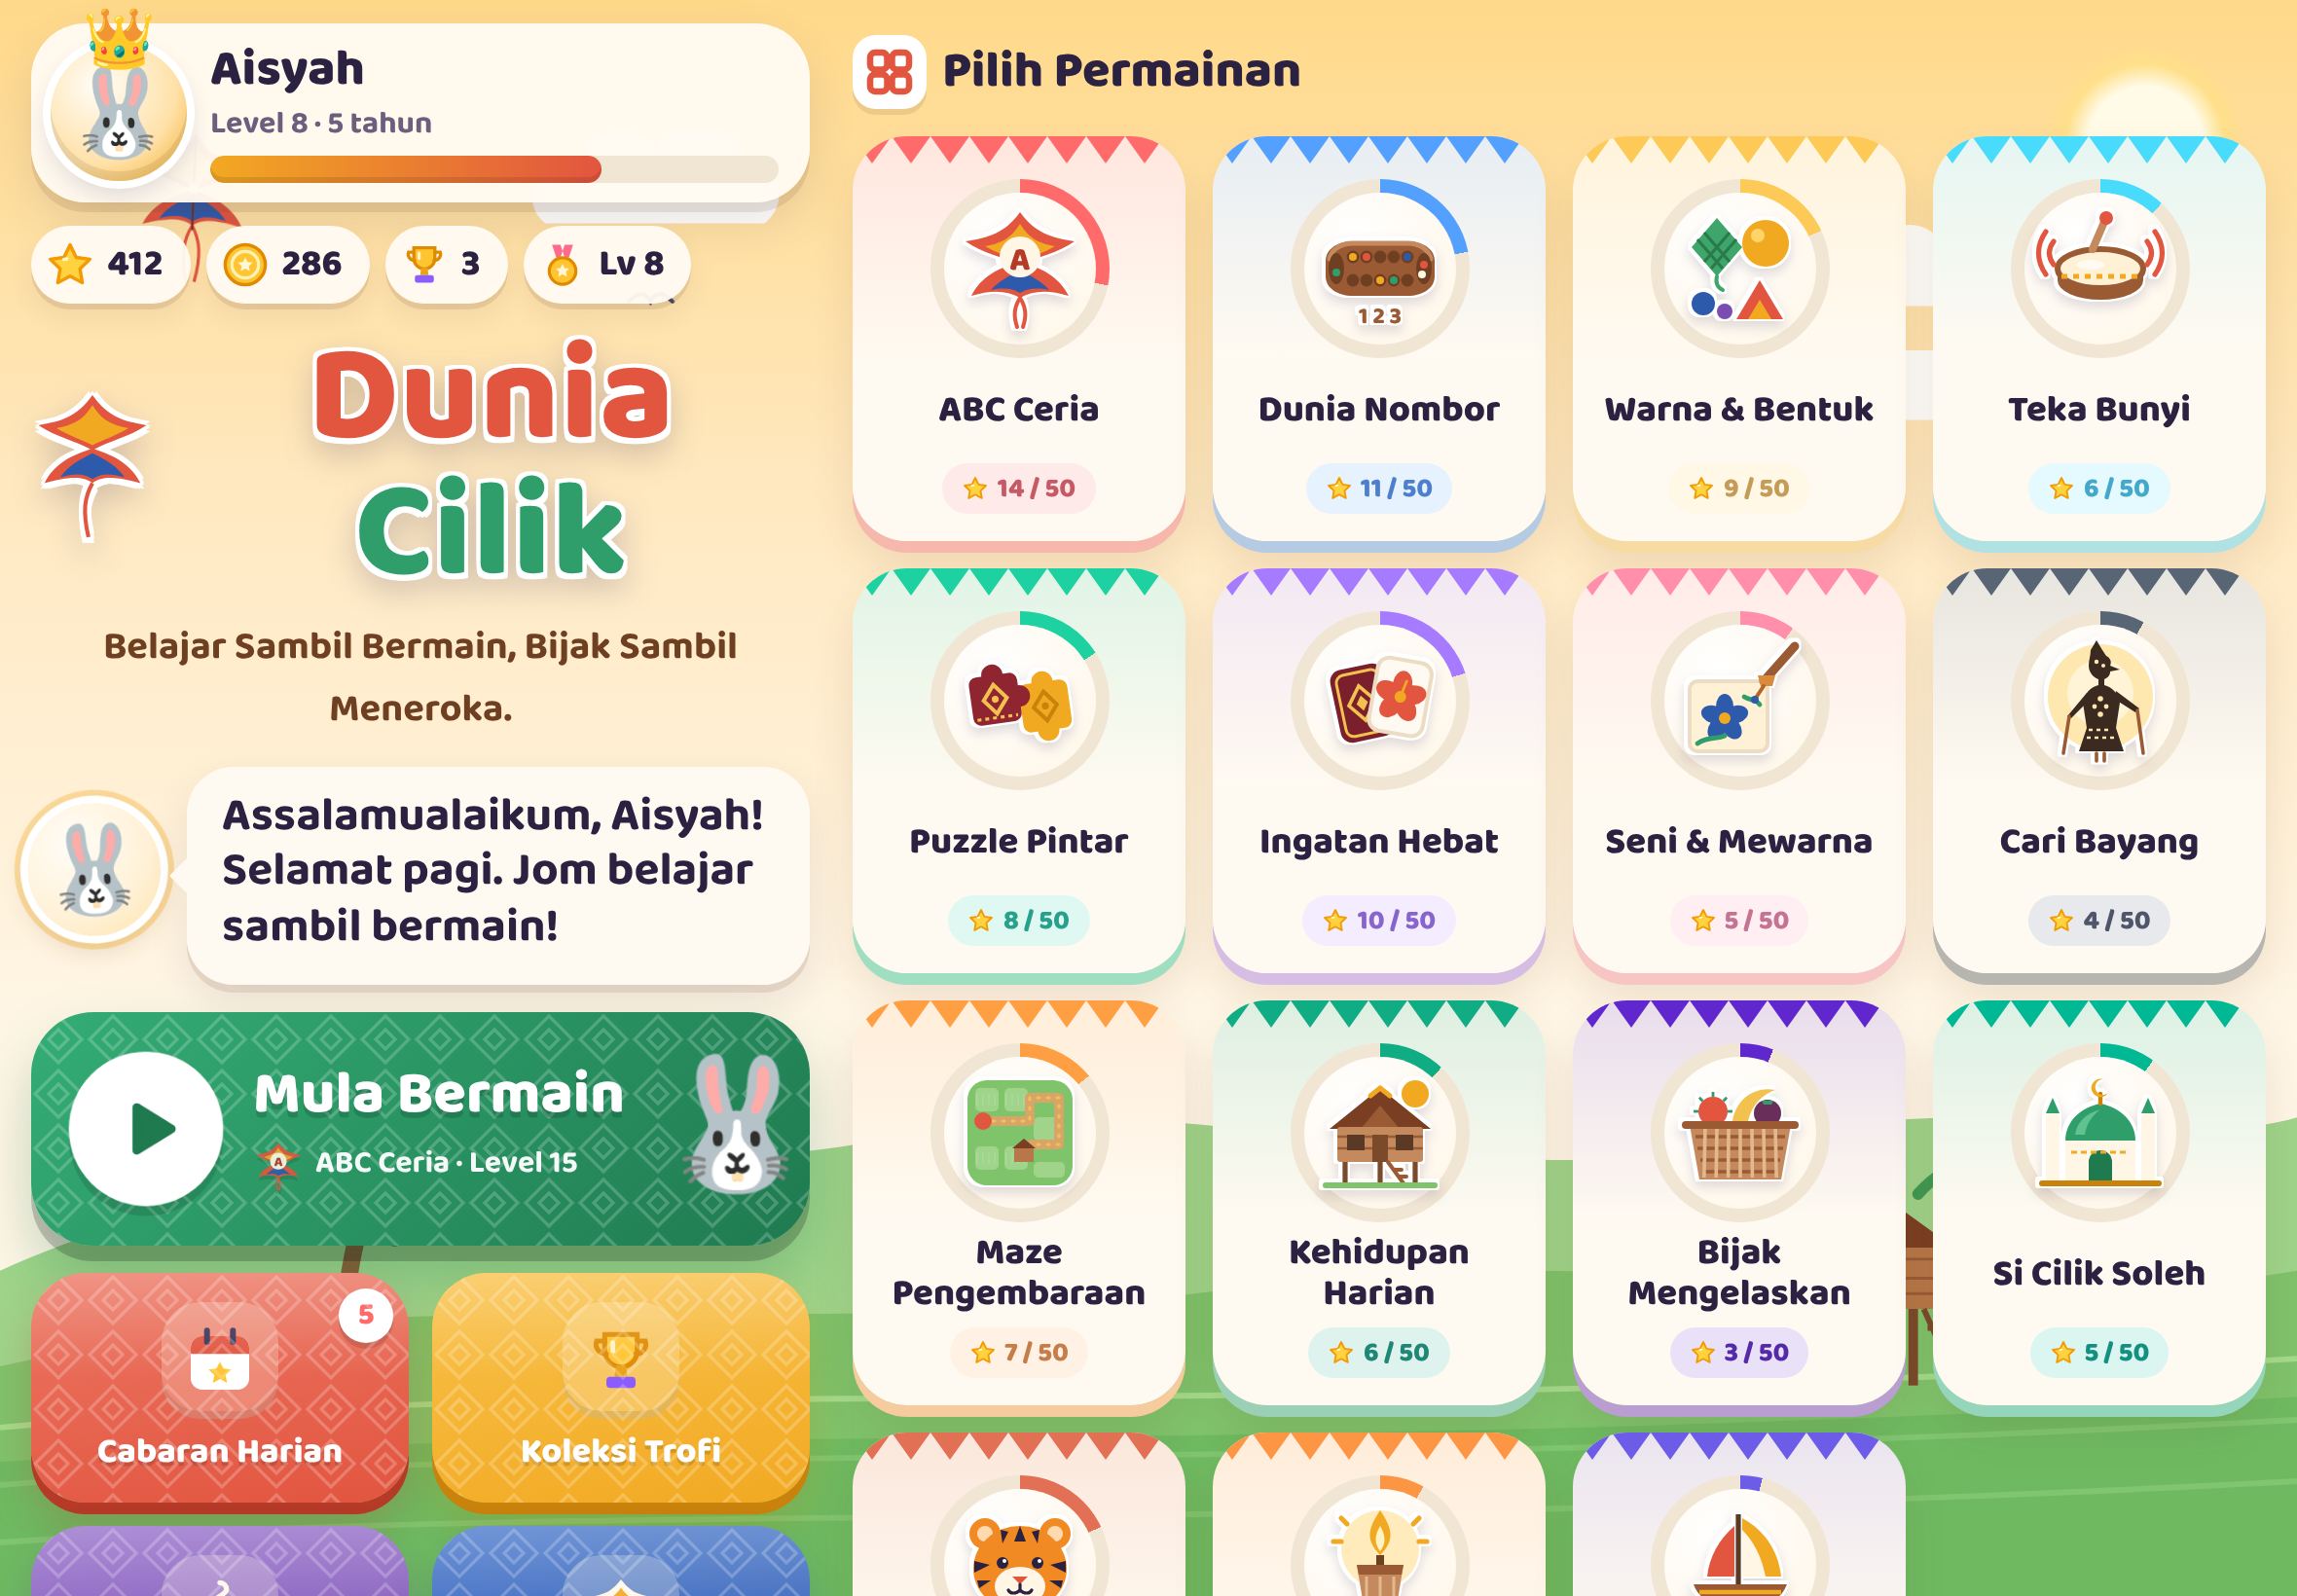 Aisyah
Level 8 · 5 tahun
412
286
3
Lv 8
Dunia
Cilik
Belajar Sambil Bermain, Bijak Sambil
Meneroka.
Assalamualaikum, Aisyah!
Selamat pagi. Jom belajar
sambil bermain!
Mula Bermain
A
ABC Ceria · Level 15
5
Cabaran Harian
Koleksi Trofi
Pilih Permainan
A
ABC Ceria
14 / 50
1 2 3
Dunia Nombor
11 / 50
Warna & Bentuk
9 / 50
Teka Bunyi
6 / 50
Puzzle Pintar
8 / 50
Ingatan Hebat
10 / 50
Seni & Mewarna
5 / 50
Cari Bayang
4 / 50
Maze
Pengembaraan
7 / 50
Kehidupan
Harian
6 / 50
Bijak
Mengelaskan
3 / 50
Si Cilik Soleh
5 / 50